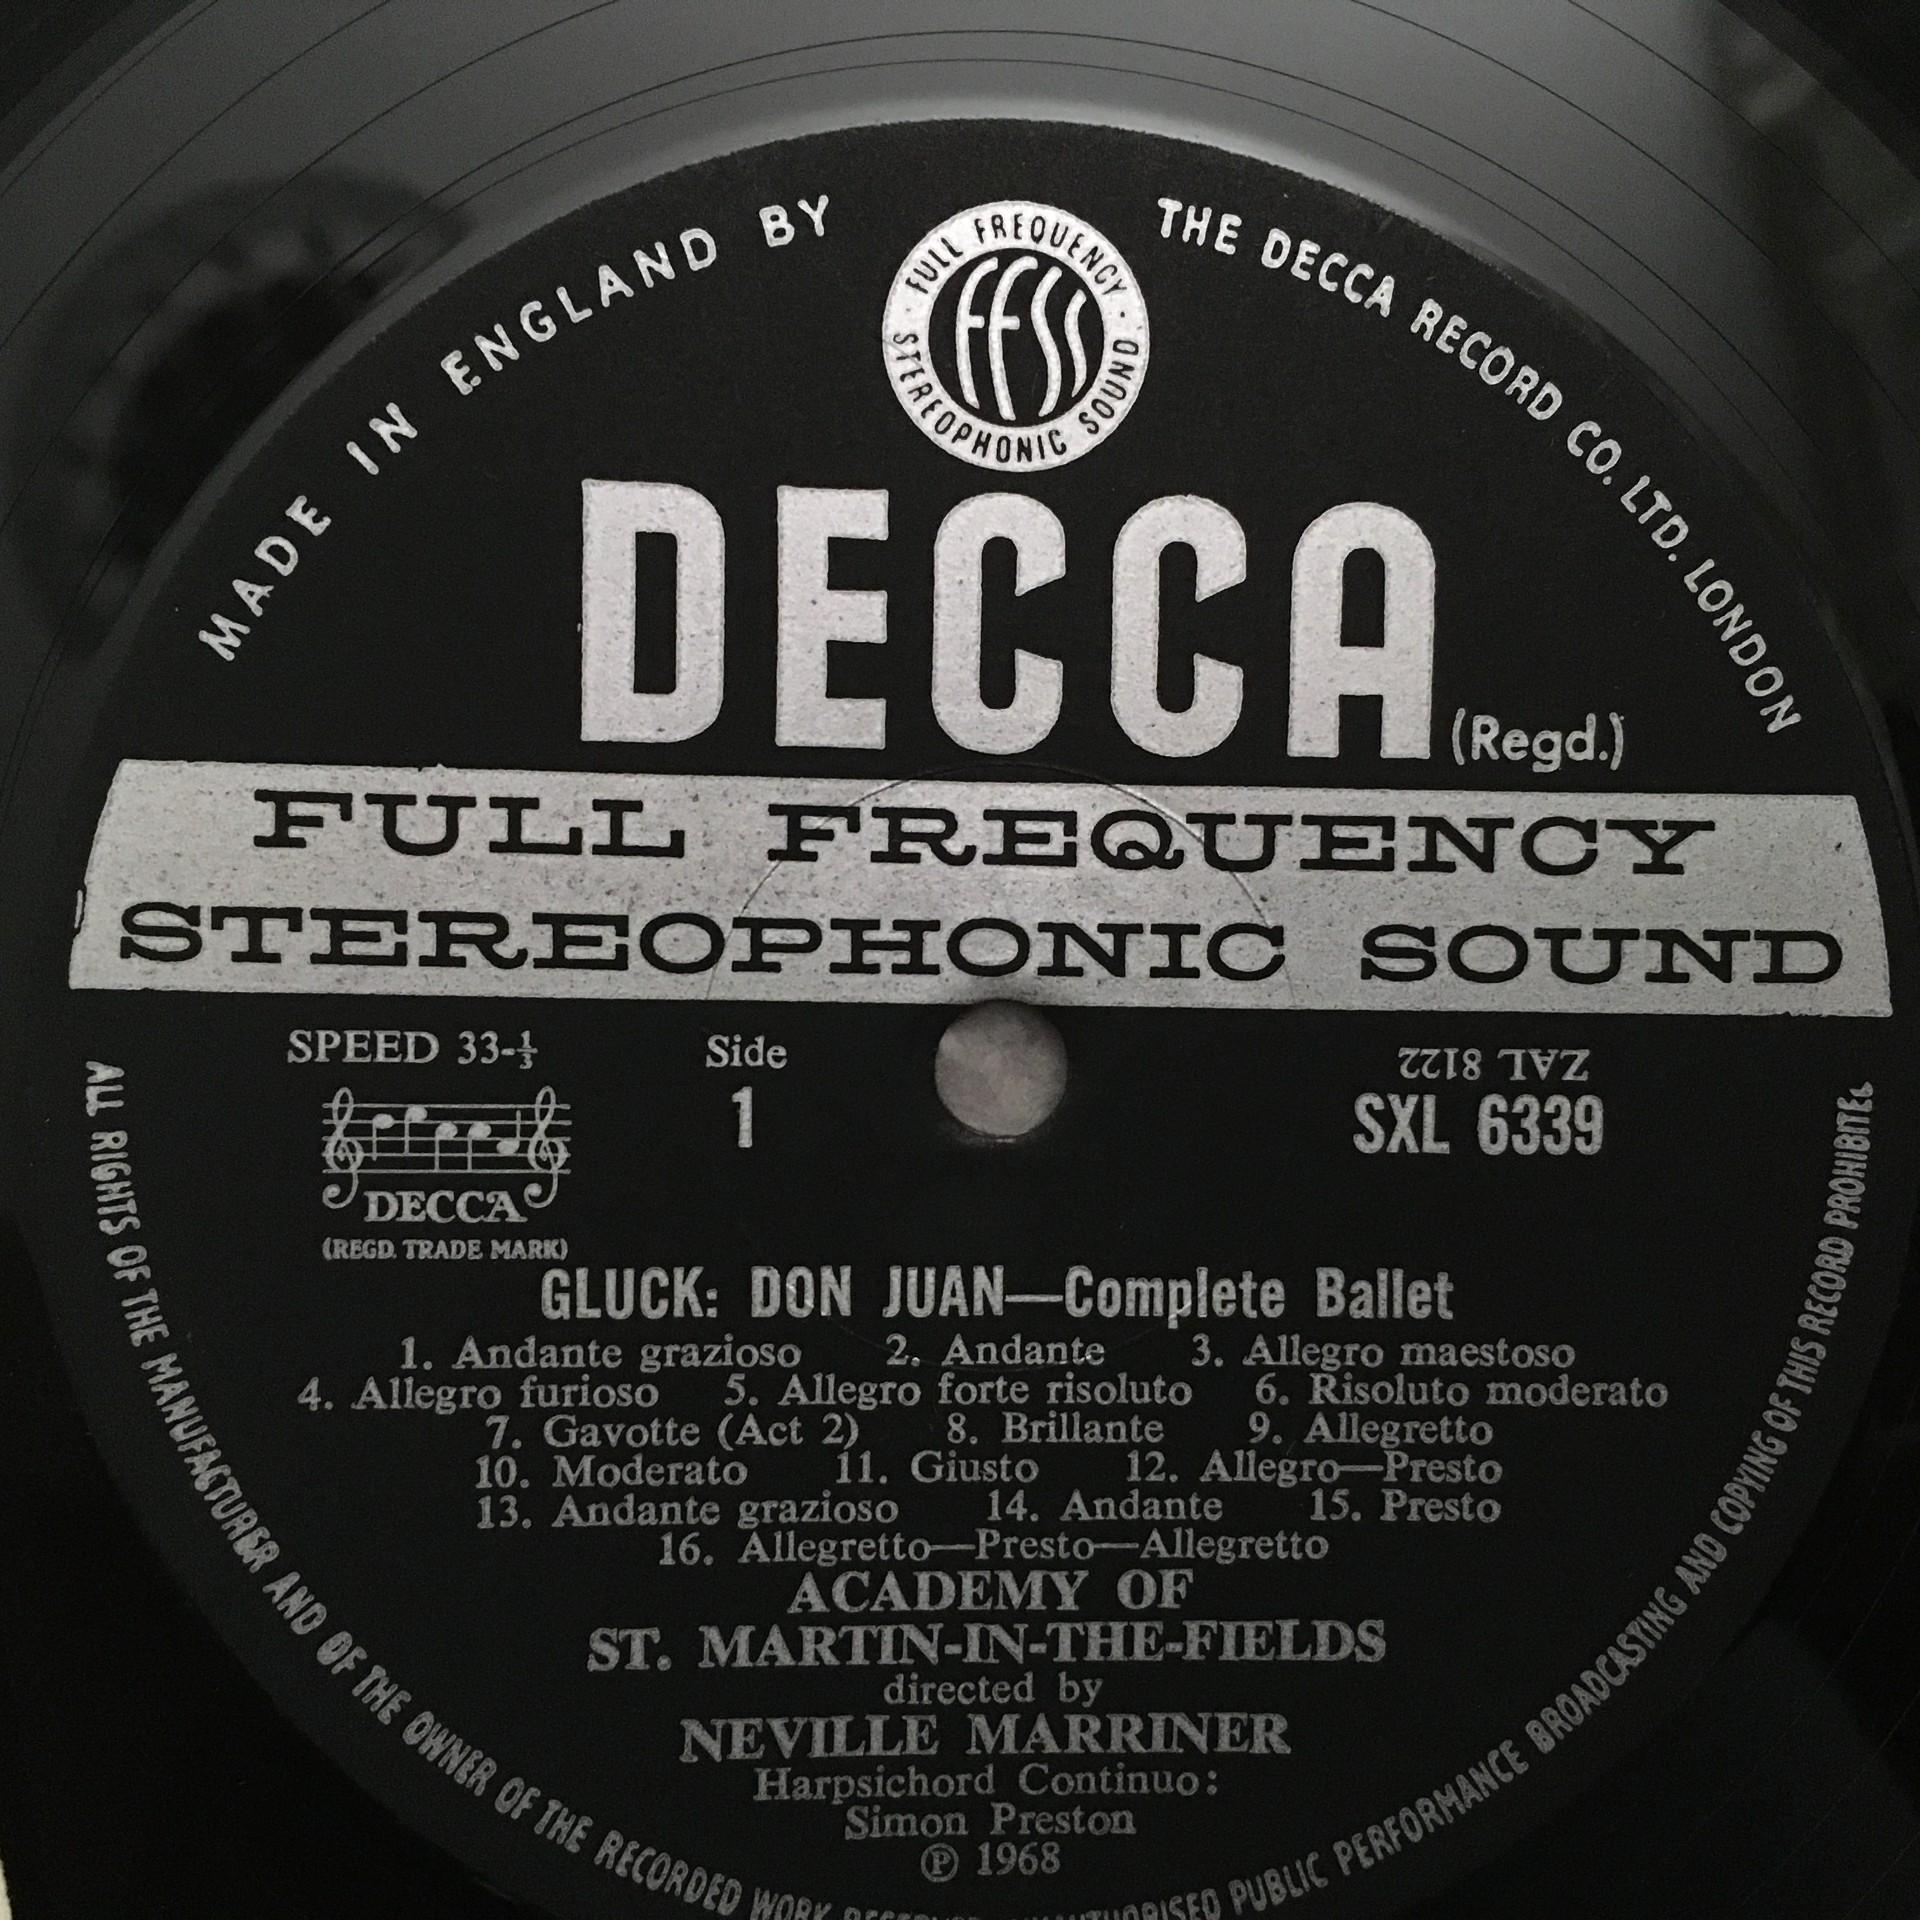 MADE IN ENGLAND BY THE DECCA RECORD CO. LTD. LONDON
FULL FREQUENCY
STEREOPHONIC SOUND
FFSS
DECCA (Regd.)
FULL FREQUENCY
STEREOPHONIC SOUND
SPEED 33-⅓
Side
1
ZAL 8122
SXL 6339
DECCA
(REGD. TRADE MARK)
GLUCK: DON JUAN—Complete Ballet
1. Andante grazioso 2. Andante 3. Allegro maestoso
4. Allegro furioso 5. Allegro forte risoluto 6. Risoluto moderato
7. Gavotte (Act 2) 8. Brillante 9. Allegretto
10. Moderato 11. Giusto 12. Allegro—Presto
13. Andante grazioso 14. Andante 15. Presto
16. Allegretto—Presto—Allegretto
ACADEMY OF
ST. MARTIN-IN-THE-FIELDS
directed by
NEVILLE MARRINER
Harpsichord Continuo:
Simon Preston
℗ 1968
ALL RIGHTS OF THE MANUFACTURER AND OF THE OWNER OF THE RECORDED WORK PUBLIC PERFORMANCE BROADCASTING AND COPYING OF THIS RECORD